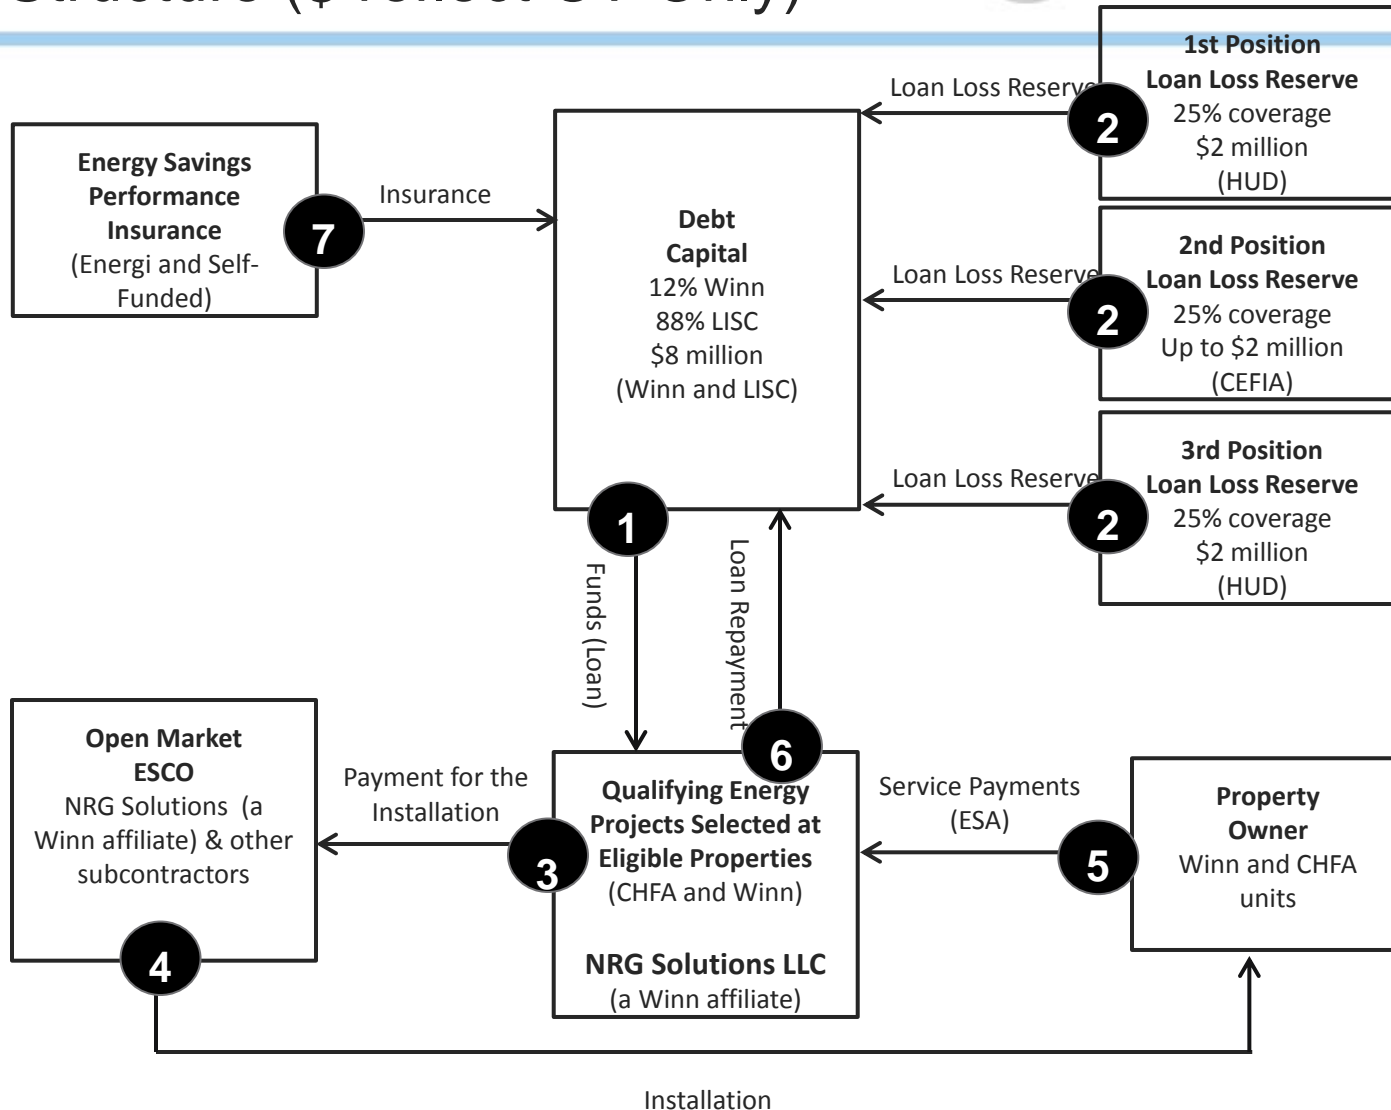 Structure ($ reflect CT Only)
1st Position
Loan Loss Reserve
25% coverage
$2 million
(HUD)
Loan Loss Reserve
2
Energy Savings
Performance
Insurance
(Energi and Self-
Funded)
7
Insurance
Debt
Capital
12% Winn
88% LISC
$8 million
(Winn and LISC)
2nd Position
Loan Loss Reserve
25% coverage
Up to $2 million
(CEFIA)
Loan Loss Reserve
2
3rd Position
Loan Loss Reserve
25% coverage
$2 million
(HUD)
Loan Loss Reserve
2
1
Funds (Loan)
Loan Repayment
6
Open Market
ESCO
NRG Solutions (a
Winn affiliate) & other
subcontractors
4
Payment for the
Installation
3
Qualifying Energy
Projects Selected at
Eligible Properties
(CHFA and Winn)
NRG Solutions LLC
(a Winn affiliate)
Service Payments
(ESA)
5
Property
Owner
Winn and CHFA
units
Installation